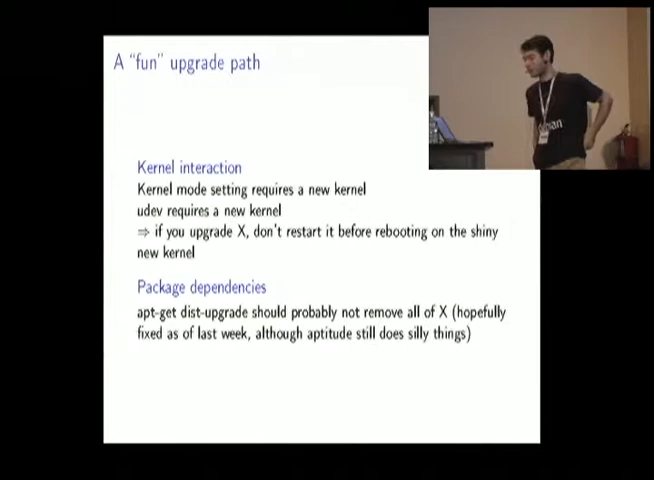 A “fun” upgrade path
Kernel interaction
Kernel mode setting requires a new kernel
udev requires a new kernel
⇒ if you upgrade X, don't restart it before rebooting on the shiny
new kernel
Package dependencies
apt-get dist-upgrade should probably not remove all of X (hopefully
fixed as of last week, although aptitude still does silly things)